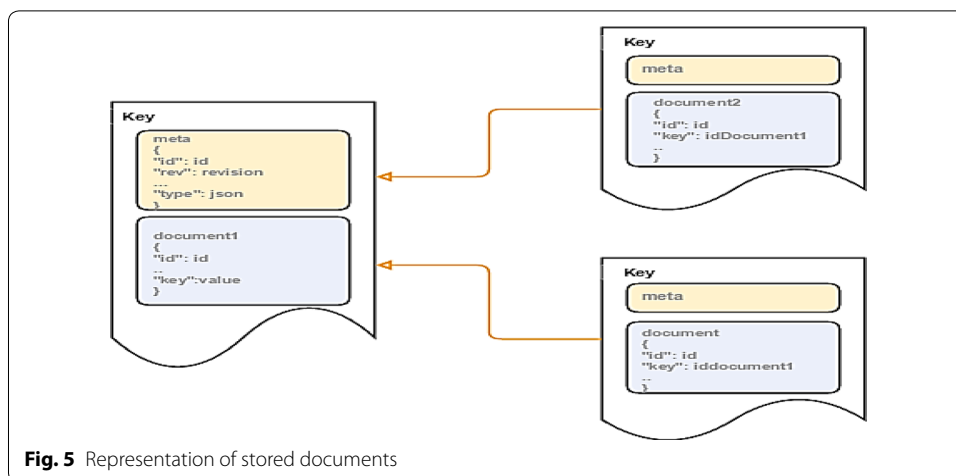 Key
meta
{
"id": id
"rev": revision
...
"type": json
}
document1
{
"id": id
..
"key":value
}
Key
meta
document2
{
"id": id
"key": idDocument1
..
}
Key
meta
document
{
"id": id
"key": iddocument1
..
}
Fig. 5 Representation of stored documents